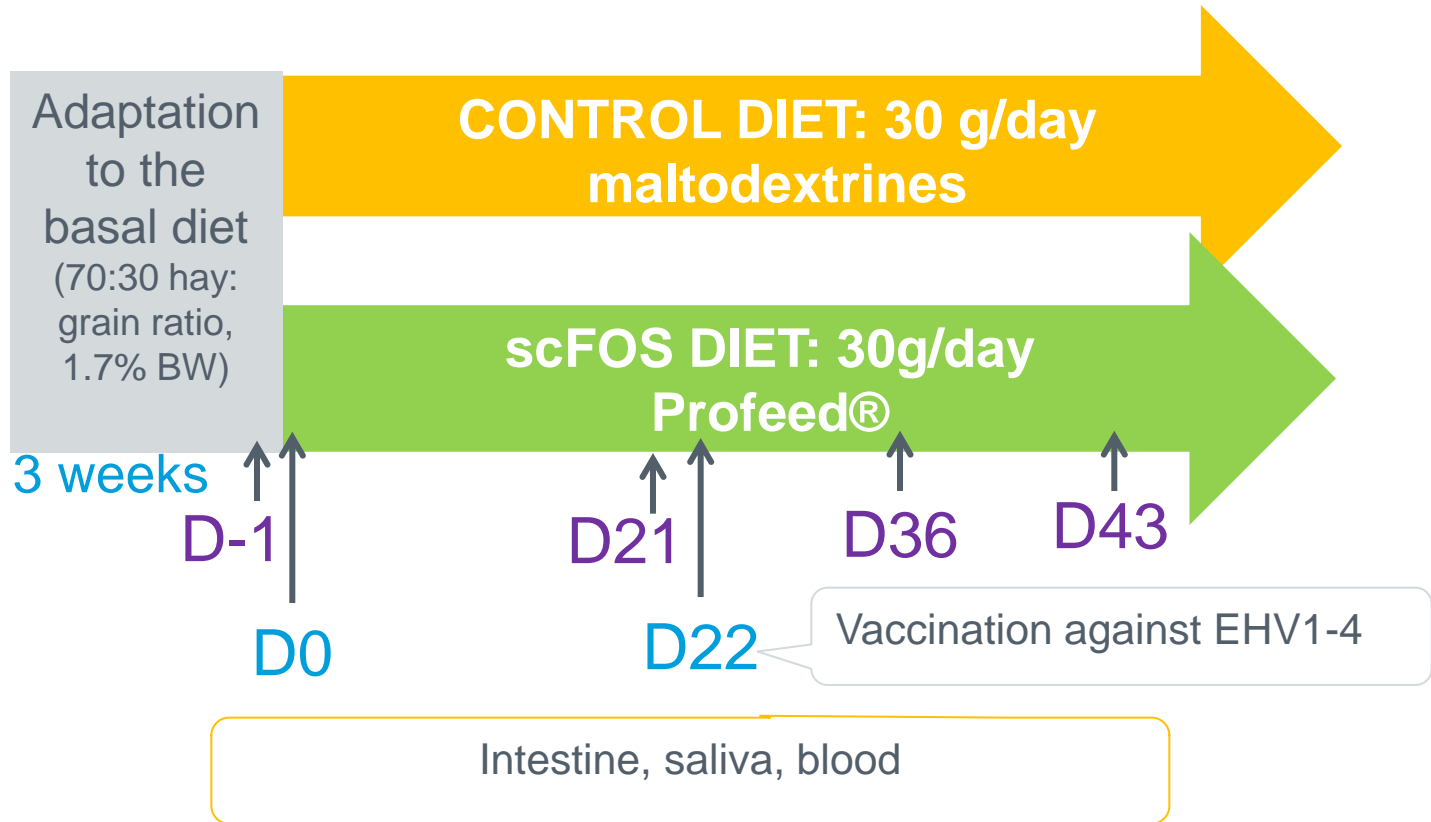 Adaptation
to the
basal diet
(70:30 hay:
grain ratio,
1.7% BW)
3 weeks
CONTROL DIET: 30 g/day
maltodextrines
scFOS DIET: 30g/day
Profeed®
D-1
D21
D36
D43
D0
D22
Vaccination against EHV1-4
Intestine, saliva, blood